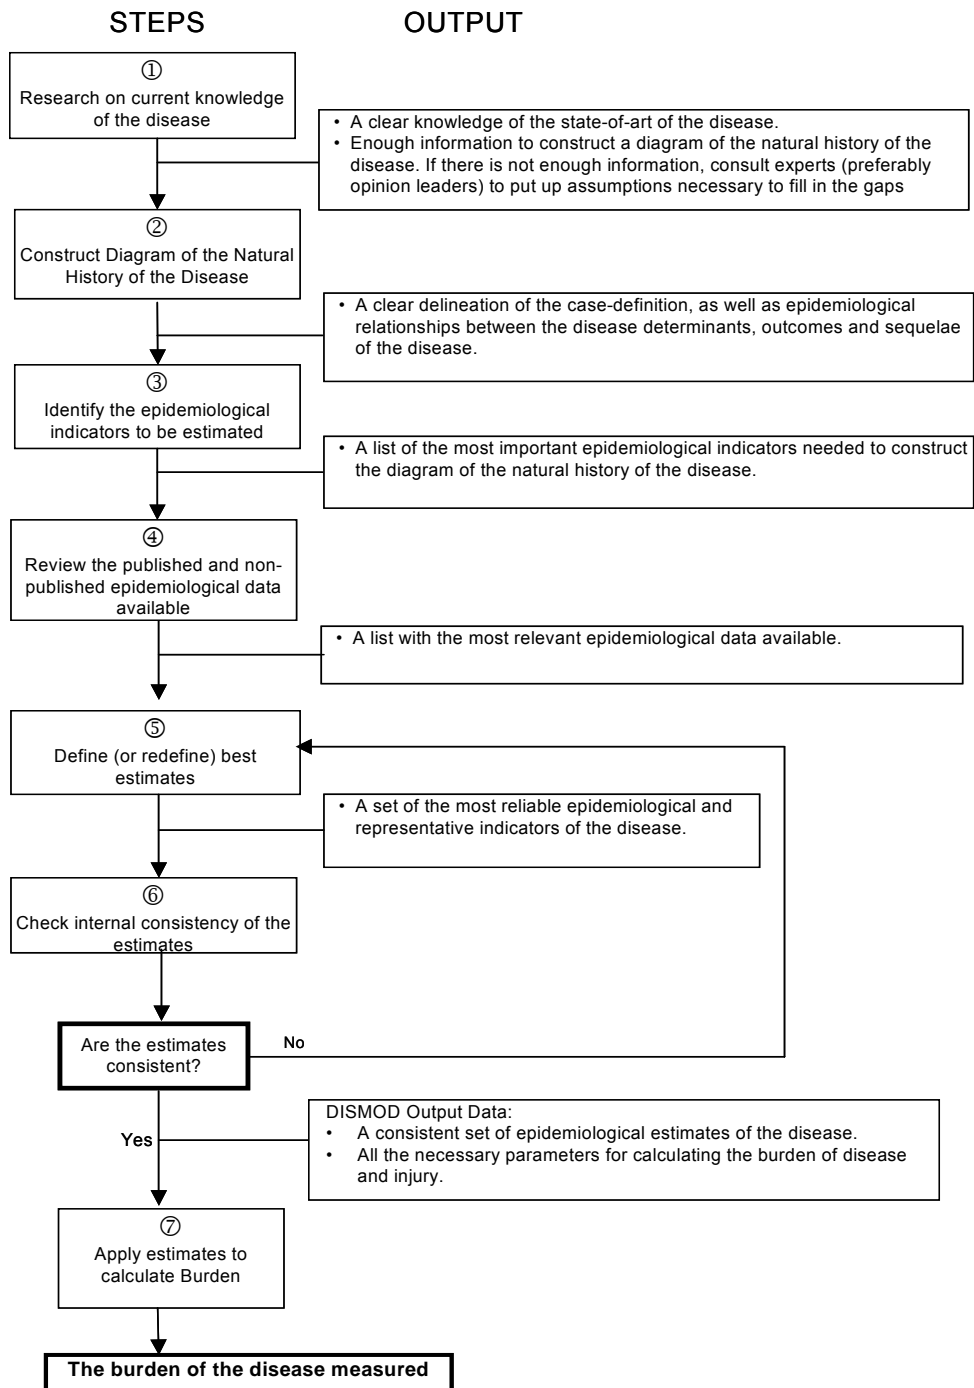 STEPS
OUTPUT
①
Research on current knowledge
of the disease
• A clear knowledge of the state-of-art of the disease.
• Enough information to construct a diagram of the natural history of the
disease. If there is not enough information, consult experts (preferably
opinion leaders) to put up assumptions necessary to fill in the gaps
②
Construct Diagram of the Natural
History of the Disease
• A clear delineation of the case-definition, as well as epidemiological
relationships between the disease determinants, outcomes and sequelae
of the disease.
③
Identify the epidemiological
indicators to be estimated
• A list of the most important epidemiological indicators needed to construct
the diagram of the natural history of the disease.
④
Review the published and non-
published epidemiological data
available
• A list with the most relevant epidemiological data available.
⑤
Define (or redefine) best
estimates
• A set of the most reliable epidemiological and
representative indicators of the disease.
⑥
Check internal consistency of the
estimates
Are the estimates
consistent?
No
Yes
DISMOD Output Data:
• A consistent set of epidemiological estimates of the disease.
• All the necessary parameters for calculating the burden of disease
and injury.
⑦
Apply estimates to
calculate Burden
The burden of the disease measured